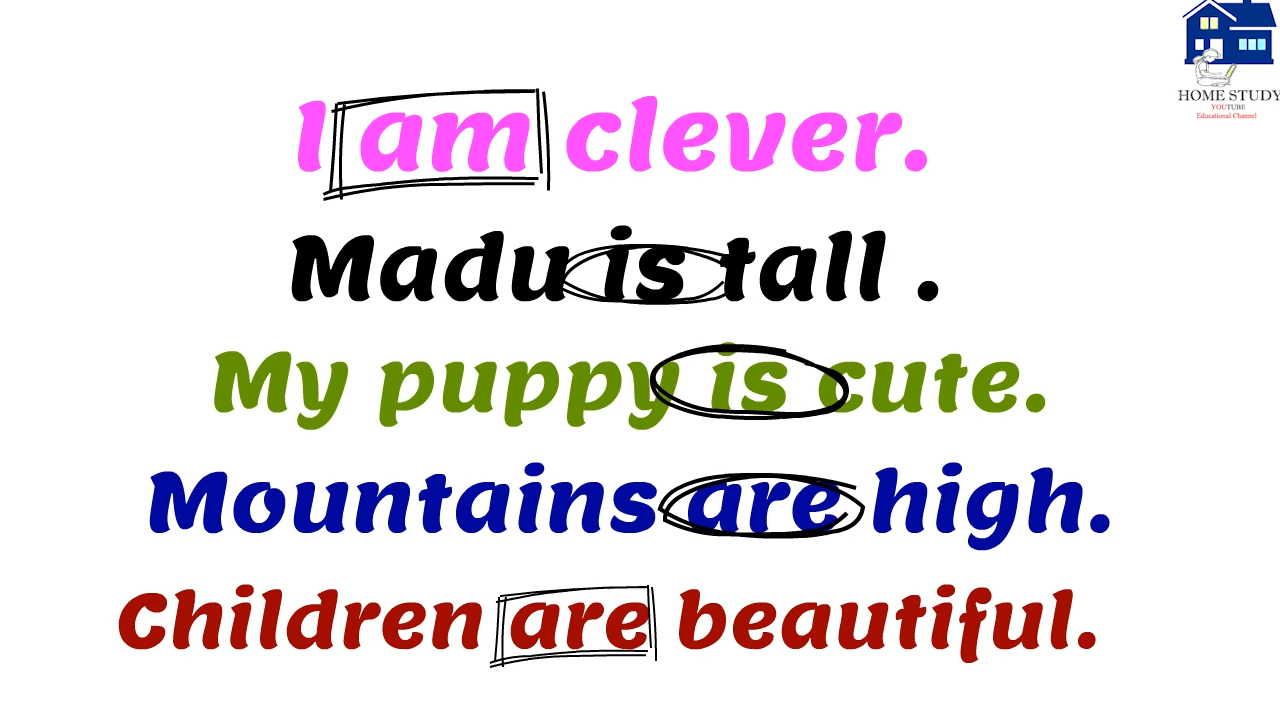 I am clever.
Madu is tall .
My puppy is cute.
Mountains are high.
Children are beautiful.
HOME STUDY
YOUTUBE
Educational Channel